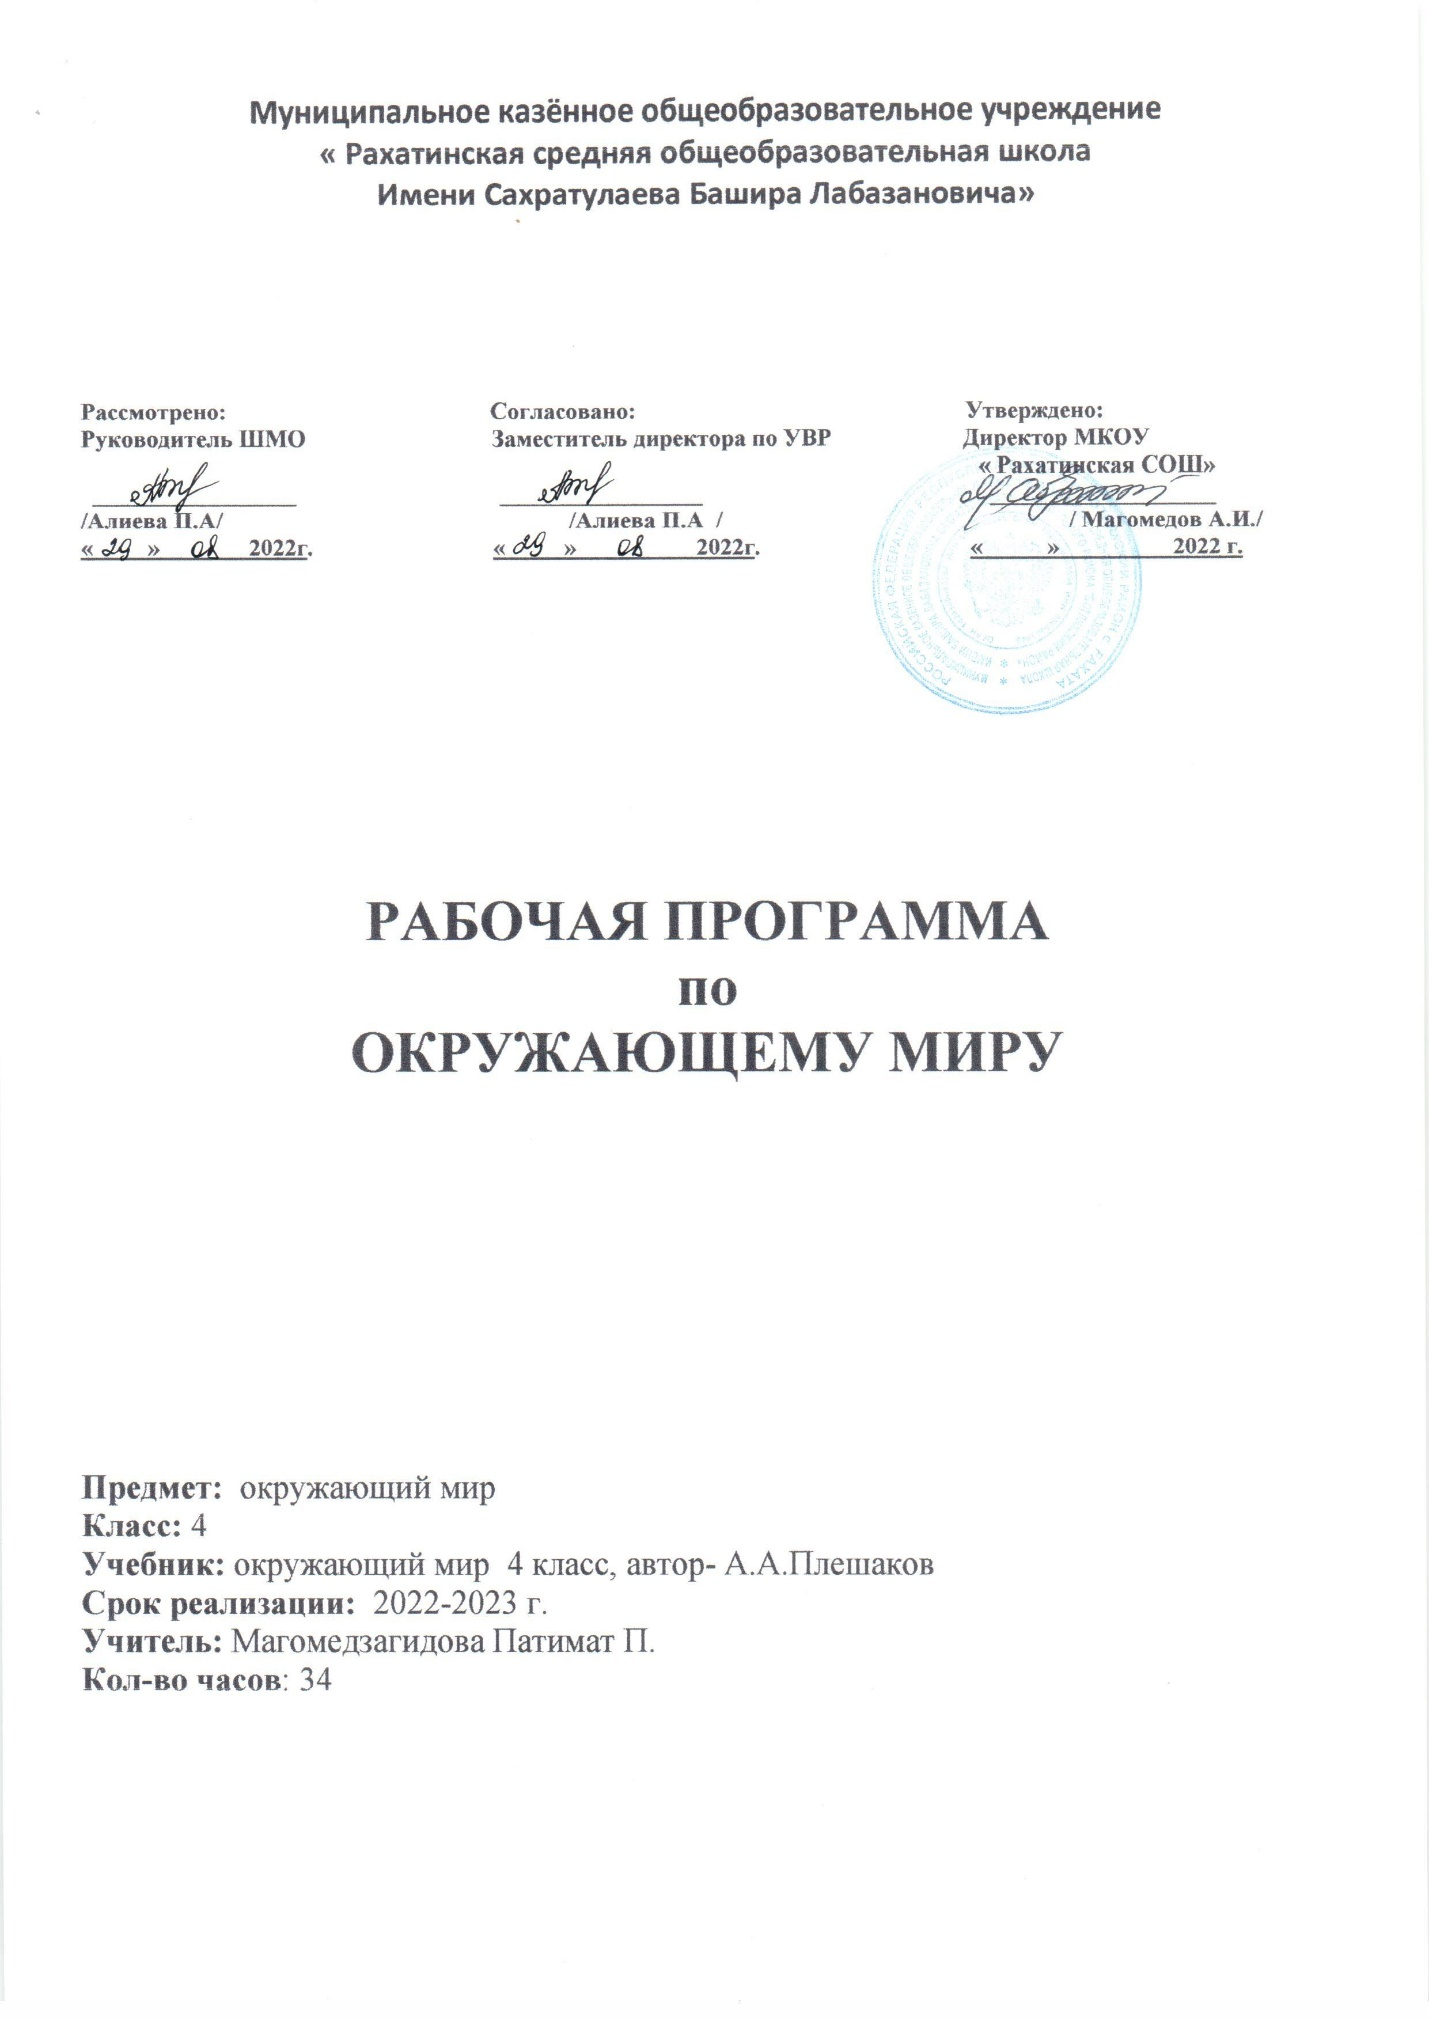 Муниципальное казённое общеобразовательное учреждение
« Рахатинская средняя общеобразовательная школа
Имени Сахратулаева Башира Лабазановича»
Рассмотрено: Согласовано: Утверждено:
Руководитель ШМО Заместитель директора по УВР Директор МКОУ
« Рахатинская СОШ»
/Алиева П.А/ /Алиева П.А / / Магомедов А.И./
« 29 » 08 2022г. « 29 » 08 2022г. « » 2022 г.
РОССИЙСКАЯ ФЕДЕРАЦИЯ
РАБОЧАЯ ПРОГРАММА
по
ОКРУЖАЮЩЕМУ МИРУ
Предмет: окружающий мир
Класс: 4
Учебник: окружающий мир 4 класс, автор- А.А.Плешаков
Срок реализации: 2022-2023 г.
Учитель: Магомедзагидова Патимат П.
Кол-во часов: 34